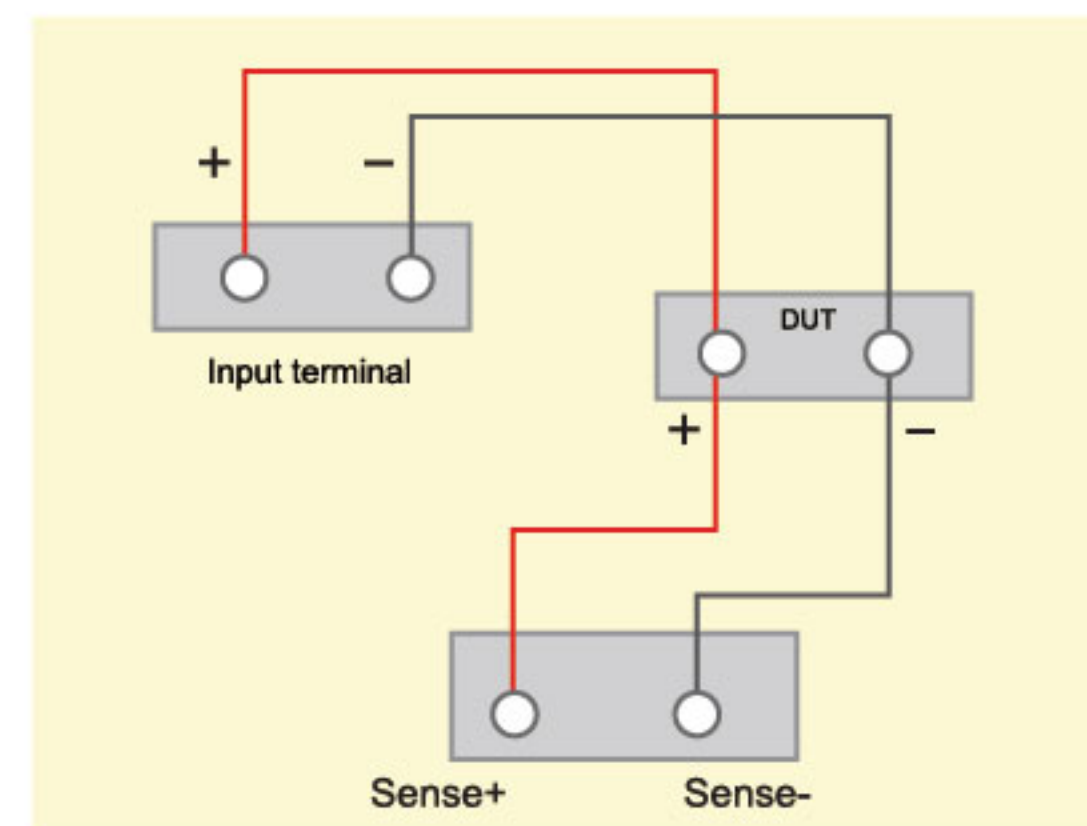 + −
DUT
Input terminal
+ −
Sense+ Sense-